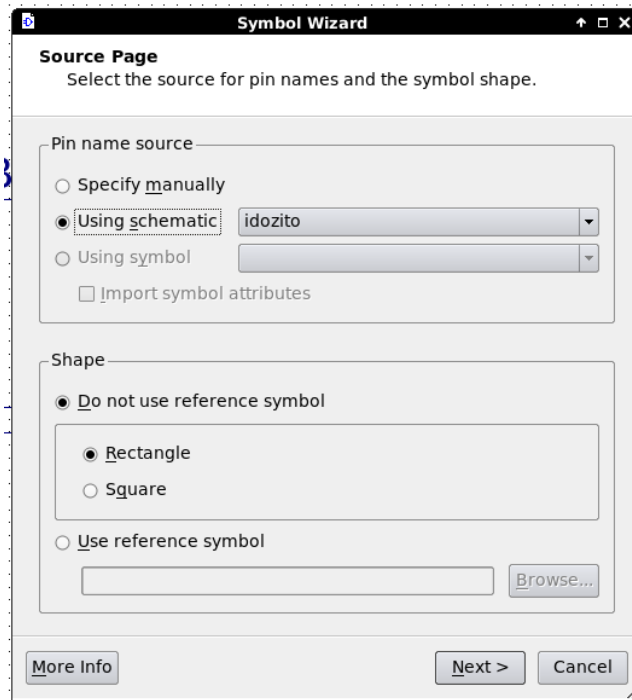 Symbol Wizard
Source Page
Select the source for pin names and the symbol shape.
Pin name source
Specify manually
Using schematic idozito
Using symbol
Import symbol attributes
Shape
Do not use reference symbol
Rectangle
Square
Use reference symbol
Browse...
More Info Next > Cancel